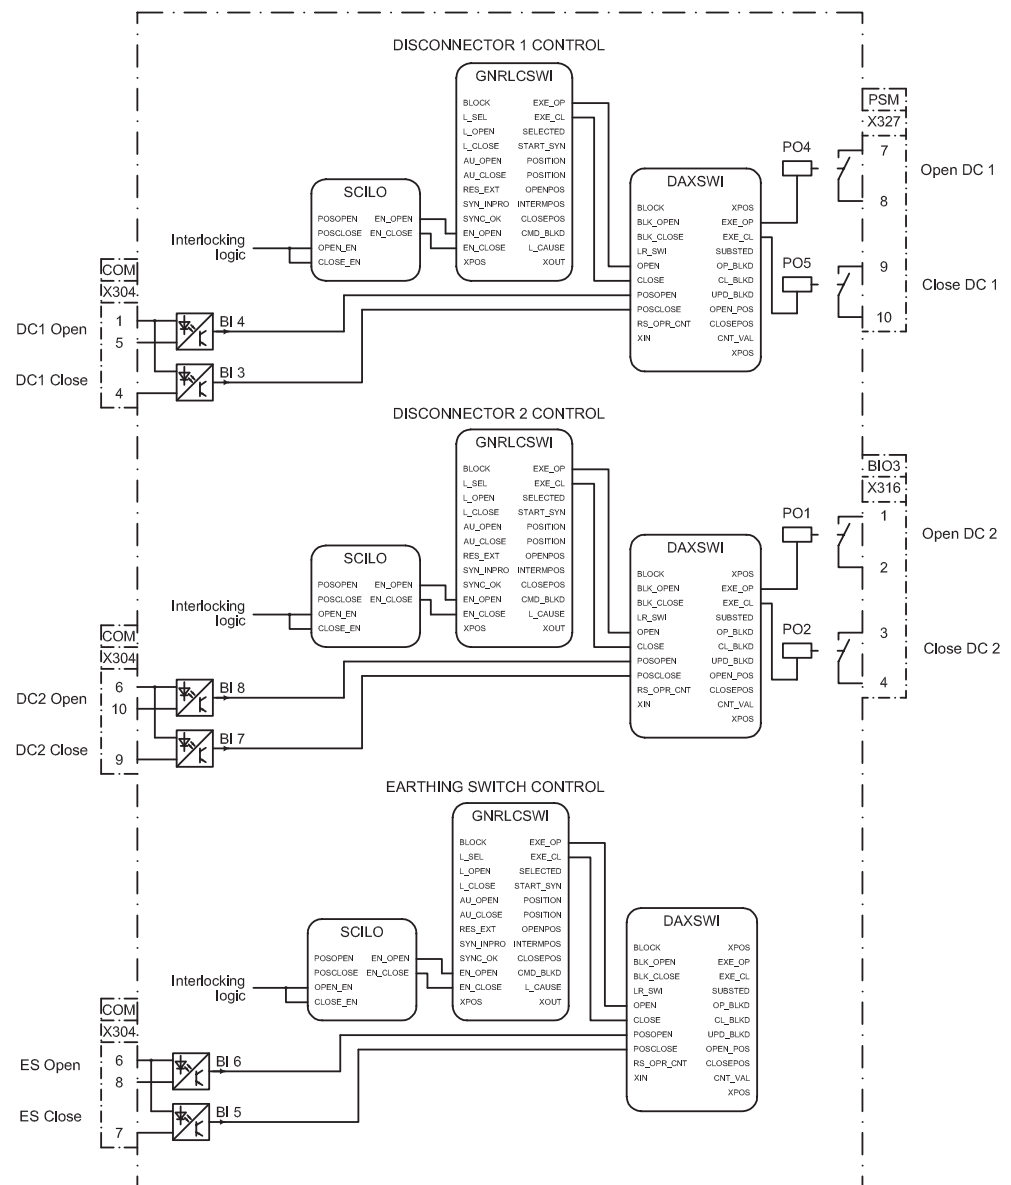 DISCONNECTOR 1 CONTROL
GNRLCSWI
BLOCK EXE_OP
L_SEL EXE_CL
L_OPEN SELECTED
L_CLOSE START_SYN
AU_OPEN POSITION
AU_CLOSE POSITION
RES_EXT OPENPOS
SYN_INPRO INTERMPOS
SYNC_OK CLOSEPOS
EN_OPEN CMD_BLKD
EN_CLOSE L_CAUSE
XPOS XOUT
SCILO
POSOPEN EN_OPEN
POSCLOSE EN_CLOSE
OPEN_EN
CLOSE_EN
Interlocking
logic
DAXSWI
BLOCK XPOS
BLK_OPEN EXE_OP
BLK_CLOSE EXE_CL
LR_SWI SUBSTED
OPEN OP_BLKD
CLOSE CL_BLKD
POSOPEN UPD_BLKD
POSCLOSE OPEN_POS
RS_OPR_CNT CLOSEPOS
XIN CNT_VAL
XPOS
PSM
X327
PO4
7
8
Open DC 1
PO5
9
10
Close DC 1
COM
X304
DC1 Open
1
5
BI 4
DC1 Close
4
BI 3
DISCONNECTOR 2 CONTROL
GNRLCSWI
BLOCK EXE_OP
L_SEL EXE_CL
L_OPEN SELECTED
L_CLOSE START_SYN
AU_OPEN POSITION
AU_CLOSE POSITION
RES_EXT OPENPOS
SYN_INPRO INTERMPOS
SYNC_OK CLOSEPOS
EN_OPEN CMD_BLKD
EN_CLOSE L_CAUSE
XPOS XOUT
SCILO
POSOPEN EN_OPEN
POSCLOSE EN_CLOSE
OPEN_EN
CLOSE_EN
Interlocking
logic
DAXSWI
BLOCK XPOS
BLK_OPEN EXE_OP
BLK_CLOSE EXE_CL
LR_SWI SUBSTED
OPEN OP_BLKD
CLOSE CL_BLKD
POSOPEN UPD_BLKD
POSCLOSE OPEN_POS
RS_OPR_CNT CLOSEPOS
XIN CNT_VAL
XPOS
BIO3
X316
PO1
1
2
Open DC 2
PO2
3
4
Close DC 2
COM
X304
DC2 Open
6
10
BI 8
DC2 Close
9
BI 7
EARTHING SWITCH CONTROL
GNRLCSWI
BLOCK EXE_OP
L_SEL EXE_CL
L_OPEN SELECTED
L_CLOSE START_SYN
AU_OPEN POSITION
AU_CLOSE POSITION
RES_EXT OPENPOS
SYN_INPRO INTERMPOS
SYNC_OK CLOSEPOS
EN_OPEN CMD_BLKD
EN_CLOSE L_CAUSE
XPOS XOUT
SCILO
POSOPEN EN_OPEN
POSCLOSE EN_CLOSE
OPEN_EN
CLOSE_EN
Interlocking
logic
DAXSWI
BLOCK XPOS
BLK_OPEN EXE_OP
BLK_CLOSE EXE_CL
LR_SWI SUBSTED
OPEN OP_BLKD
CLOSE CL_BLKD
POSOPEN UPD_BLKD
POSCLOSE OPEN_POS
RS_OPR_CNT CLOSEPOS
XIN CNT_VAL
XPOS
COM
X304
ES Open
6
8
BI 6
ES Close
7
BI 5